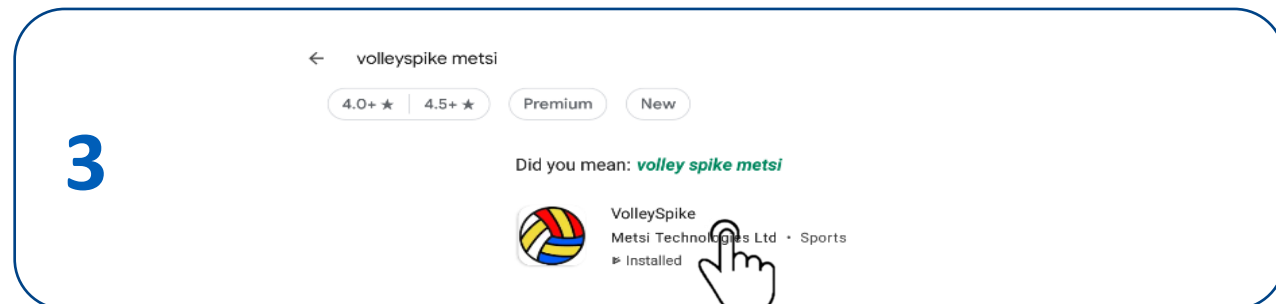 ← volleyspike metsi
4.0+ ★ 4.5+ ★ Premium New
3
Did you mean: volley spike metsi
VolleySpike
Metsi Technologies Ltd • Sports
Installed